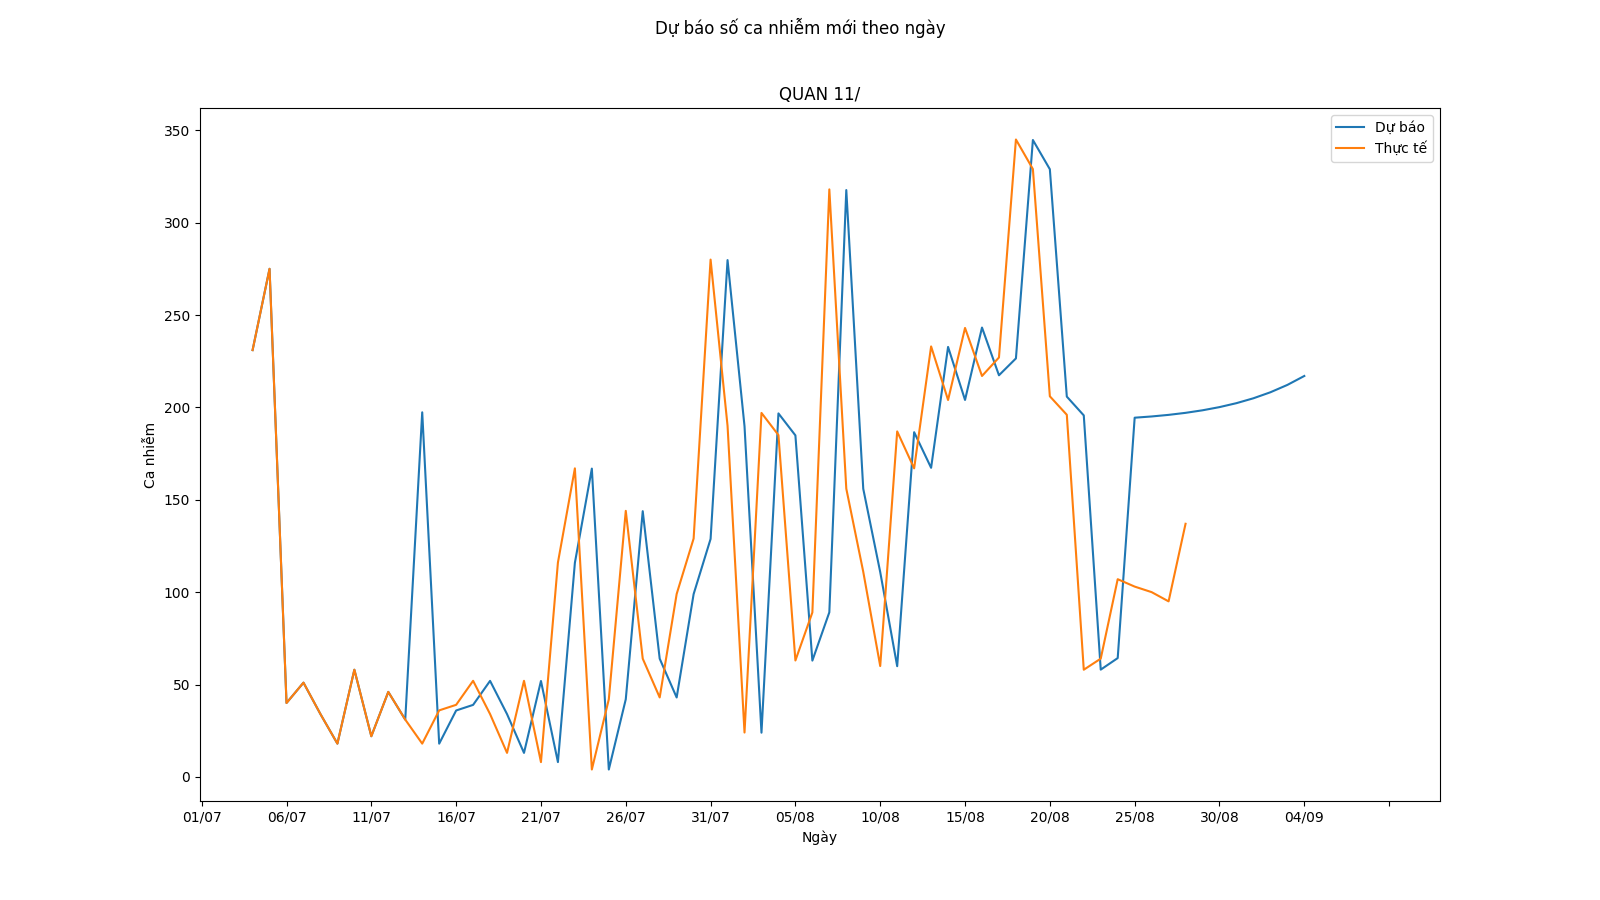 Dự báo số ca nhiễm mới theo ngày
QUAN 11/
Dự báo
Thực tế
350
300
250
200
150
100
50
0
Ca nhiễm
01/07 06/07 11/07 16/07 21/07 26/07 31/07 05/08 10/08 15/08 20/08 25/08 30/08 04/09
Ngày